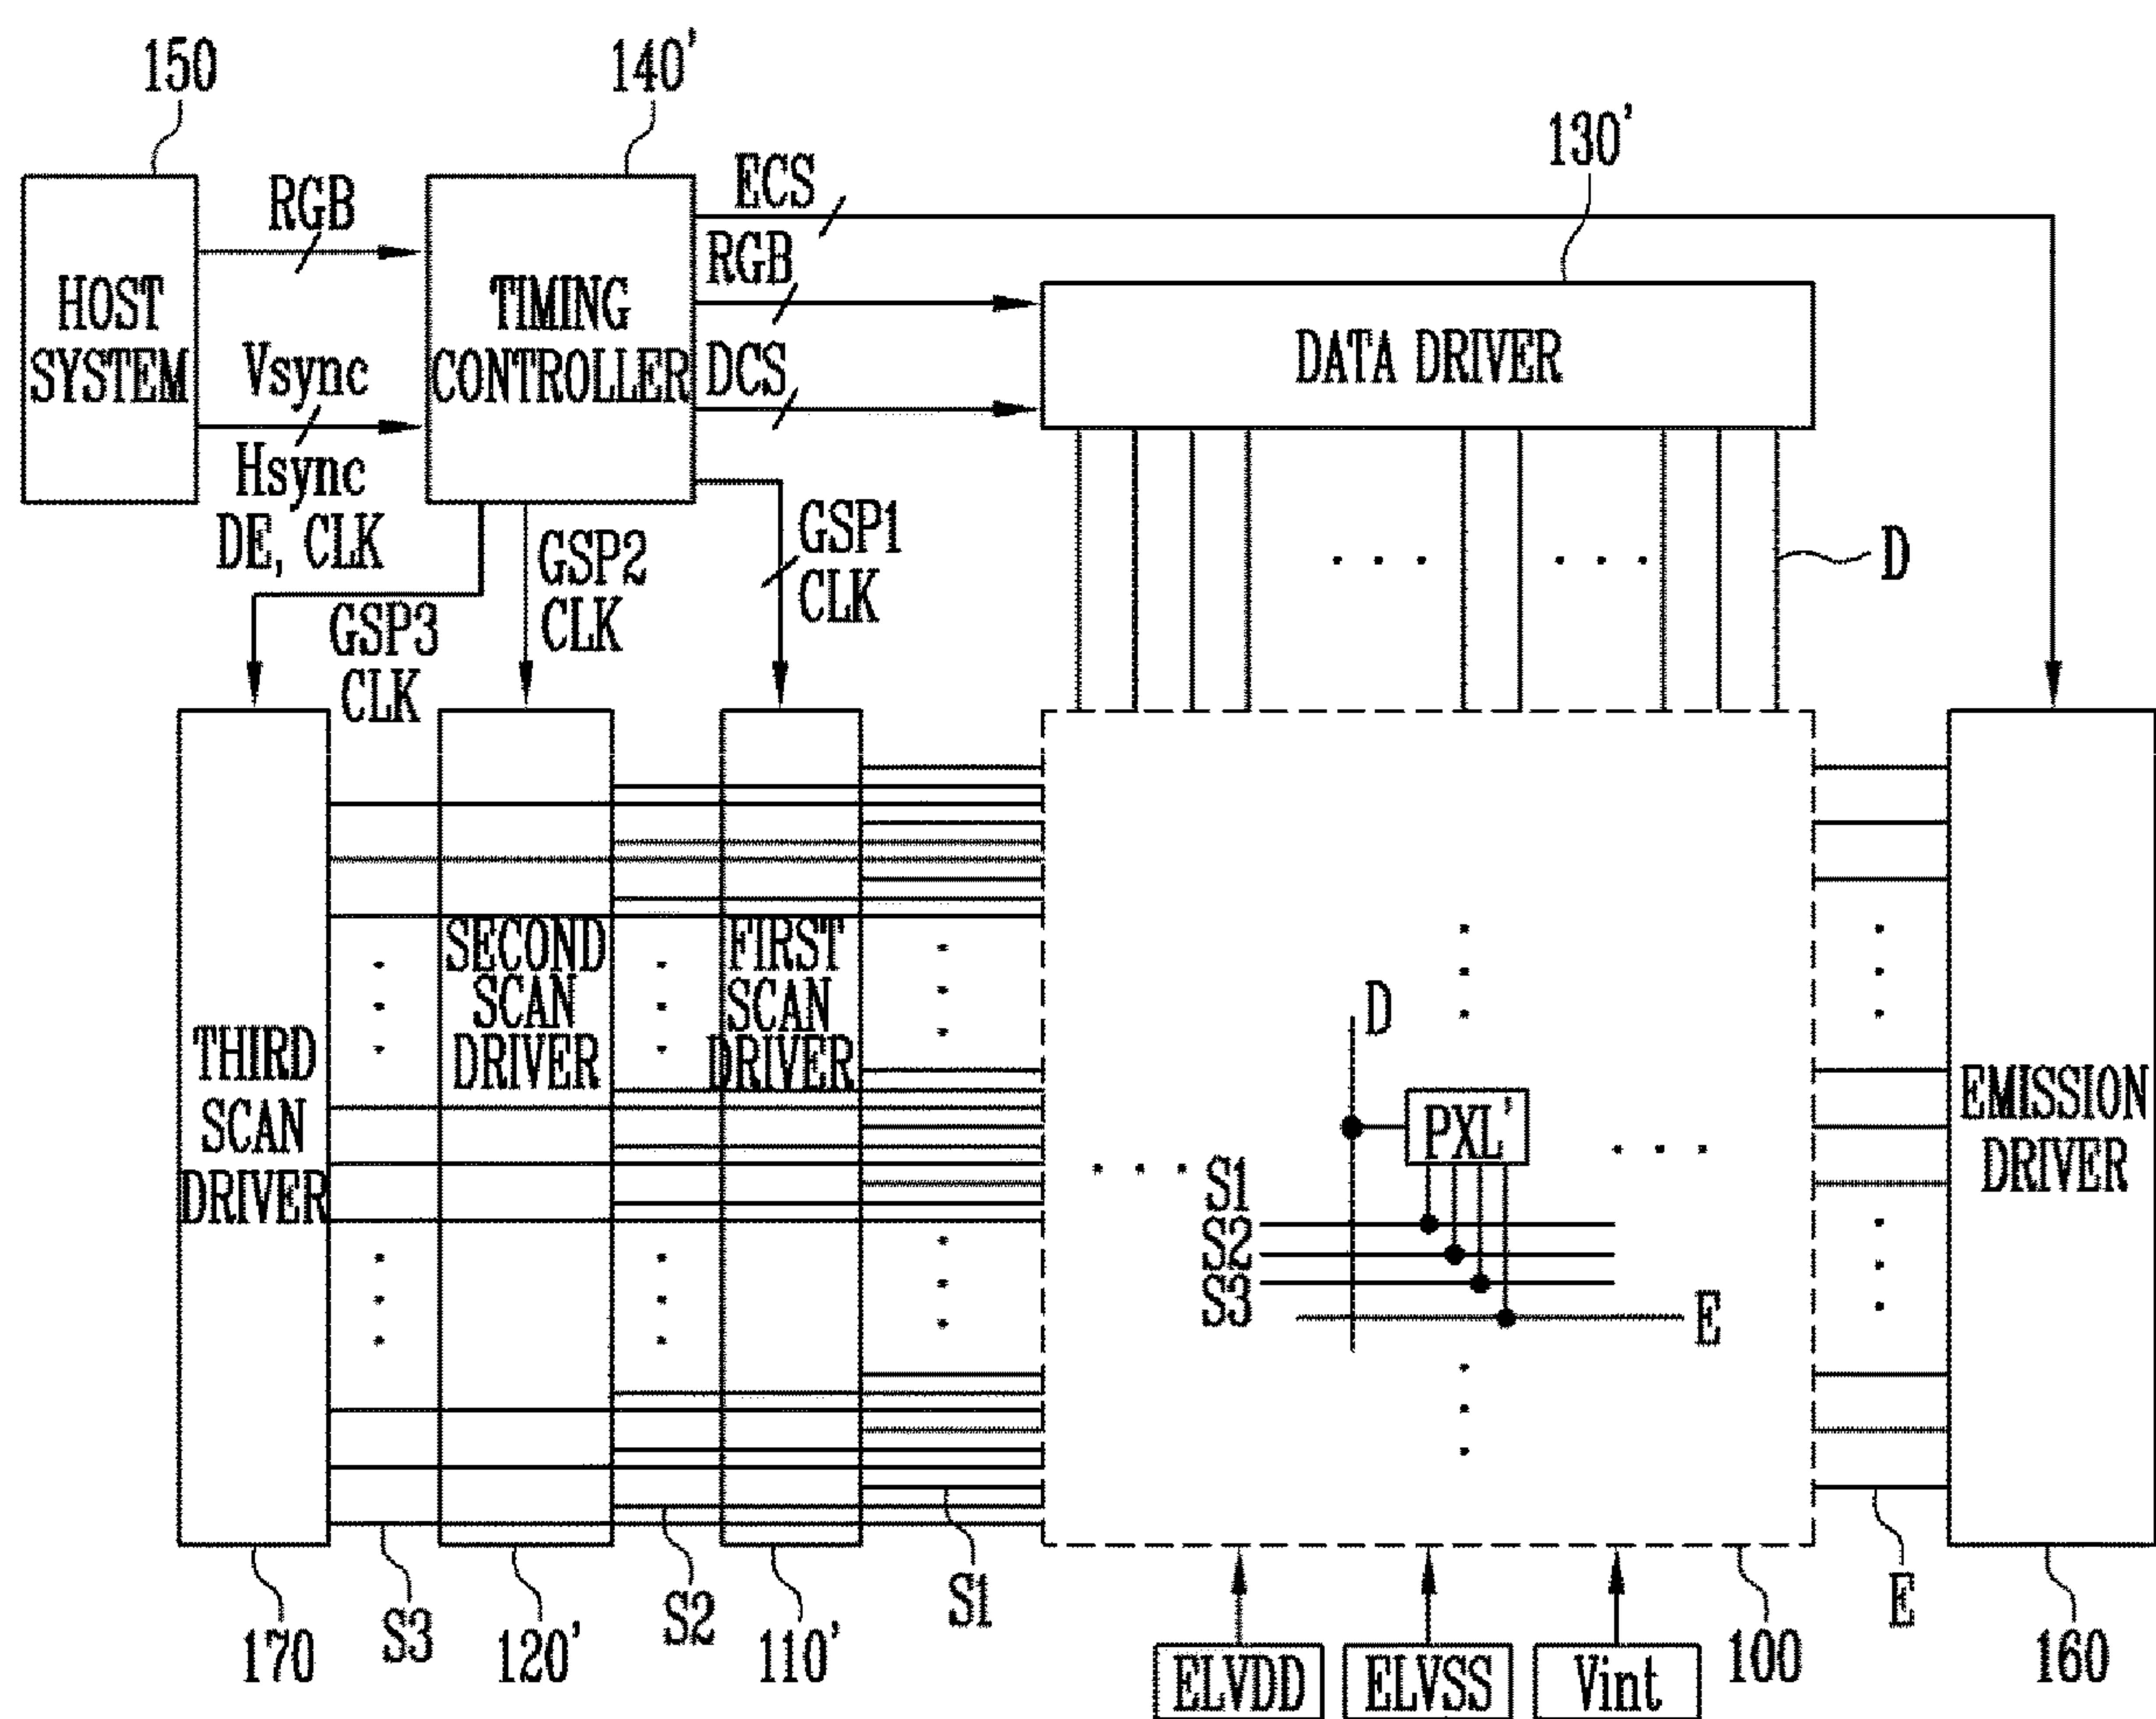 150
140'
130'
ECS
RGB
RGB
HOST
SYSTEM
TIMING
CONTROLLER
DATA DRIVER
Vsync
DCS
Hsync
DE, CLK
GSP1
CLK
GSP2
CLK
GSP3
CLK
D
THIRD
SCAN
DRIVER
SECOND
SCAN
DRIVER
FIRST
SCAN
DRIVER
D
PXL'
S1
S2
S3
E
EMISSION
DRIVER
S3
S2
S1
E
170
120'
110'
ELVDD
ELVSS
Vint
100
160